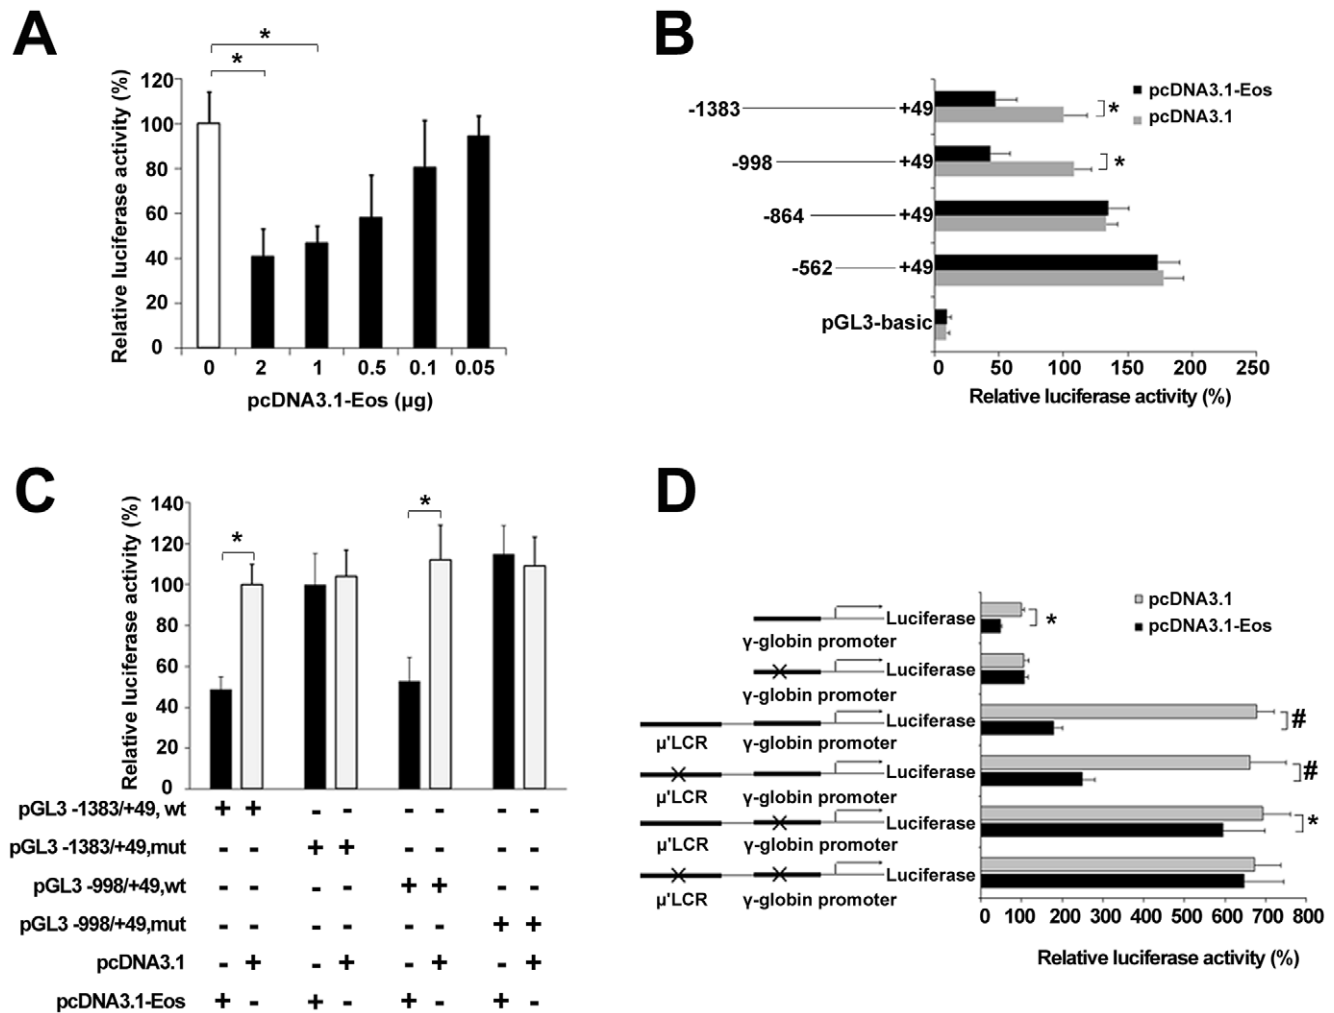 A
*
*
120
100
80
60
40
20
0
Relative luciferase activity (%)
0 2 1 0.5 0.1 0.05
pcDNA3.1-Eos (µg)
B
-1383 +49
-998 +49
-864 +49
-562 +49
pGL3-basic
*
*
pcDNA3.1-Eos
pcDNA3.1
0 50 100 150 200 250
Relative luciferase activity (%)
C
140
120
100
80
60
40
20
0
Relative luciferase activity (%)
*
*
pGL3 -1383/+49, wt + + - - - - - -
pGL3 -1383/+49,mut - - + + - - - -
pGL3 -998/+49,wt - - - - + + - -
pGL3 -998/+49,mut - - - - - - + +
pcDNA3.1 - + - + - + - +
pcDNA3.1-Eos + - + - + - + -
D
pcDNA3.1
pcDNA3.1-Eos
Luciferase *
γ-globin promoter
Luciferase
γ-globin promoter
Luciferase #
µ'LCR γ-globin promoter
Luciferase #
µ'LCR γ-globin promoter
Luciferase *
µ'LCR γ-globin promoter
Luciferase
µ'LCR γ-globin promoter
0 100 200 300 400 500 600 700 800
Relative luciferase activity (%)